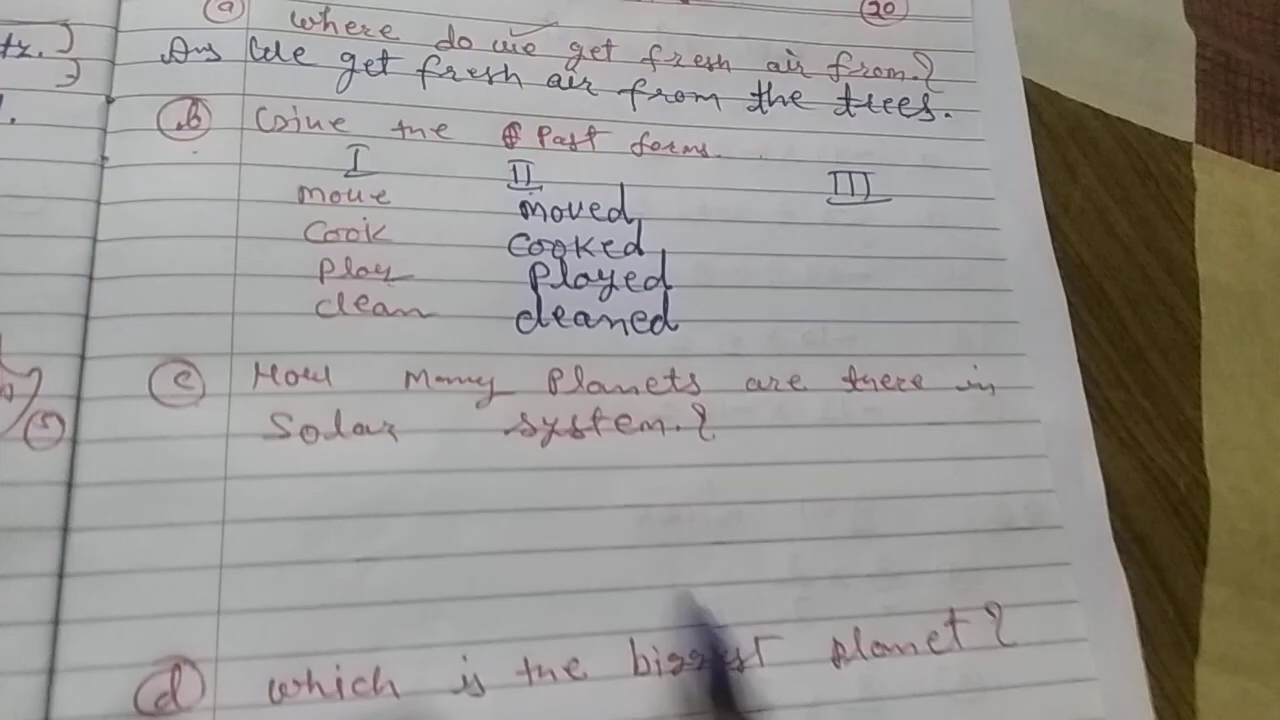 (a) where do we get fresh air from.?
20
Ans We get fresh air from the trees.
(b) Give the Past forms.
I II III
move moved
Cook cooked
Play Played
clean cleaned
(c) How Many Planets are there in
Solar system.?
(5)
(d) which is the biggest planet?